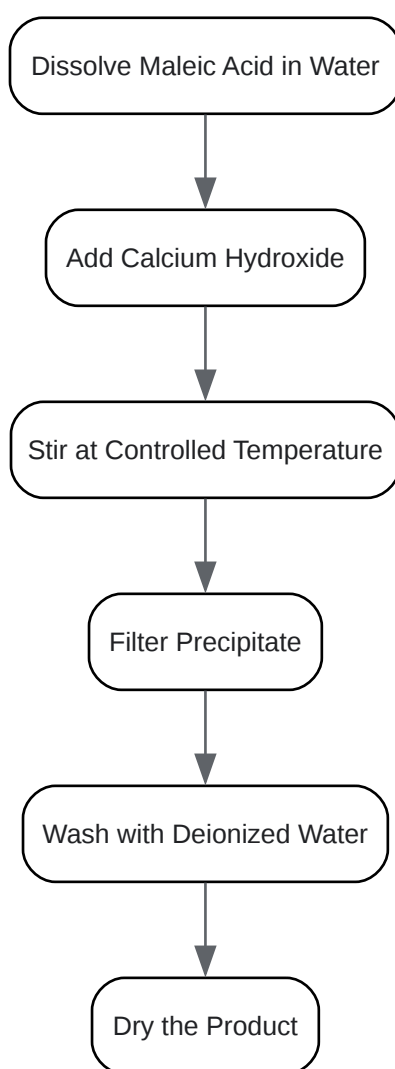 Dissolve Maleic Acid in Water
Add Calcium Hydroxide
Stir at Controlled Temperature
Filter Precipitate
Wash with Deionized Water
Dry the Product